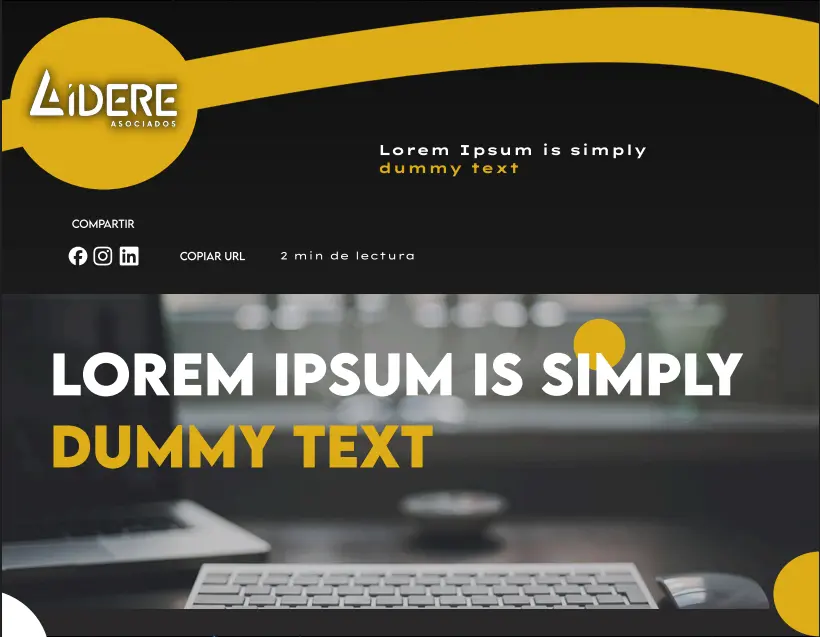 AiDERE
ASOCIADOS
Lorem Ipsum is simply
dummy text
COMPARTIR
COPIAR URL
2 min de lectura
LOREM IPSUM IS SIMPLY
DUMMY TEXT